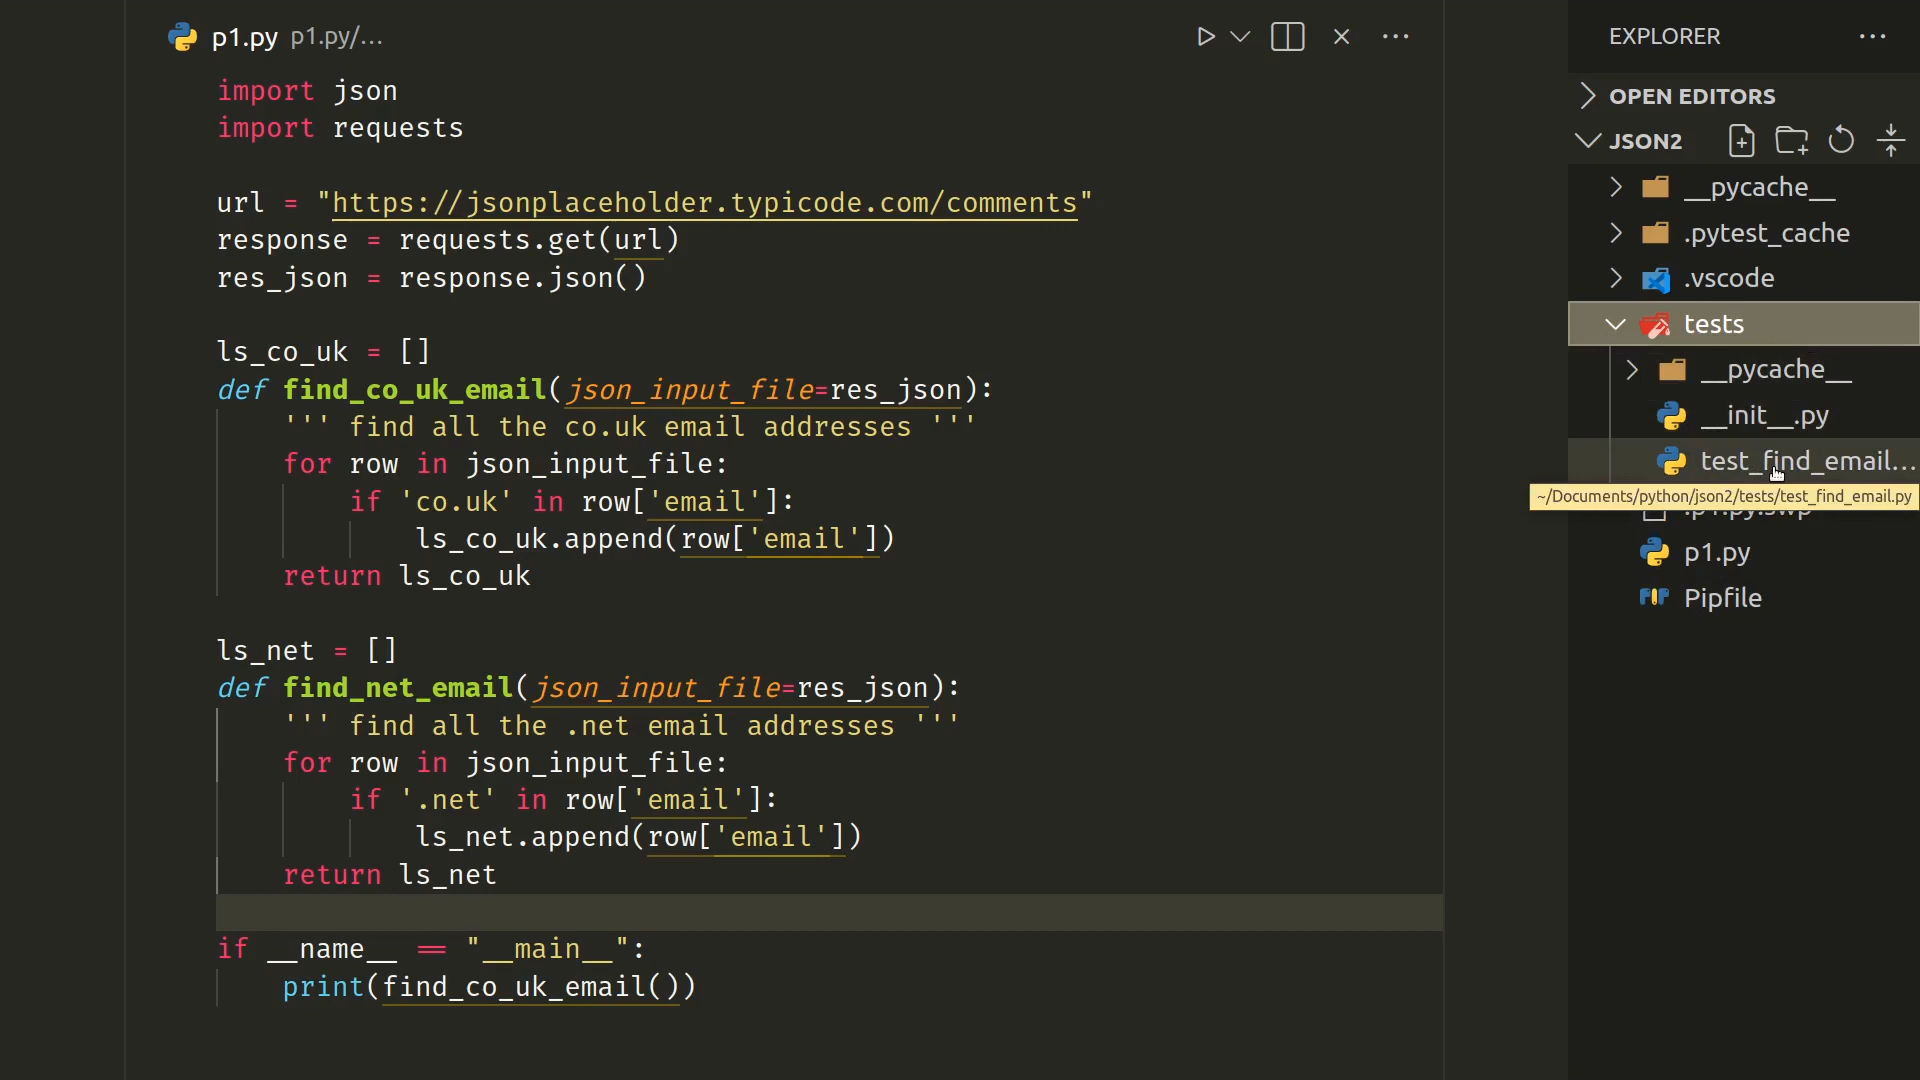 p1.py p1.py/...
import json
import requests
url = "https://jsonplaceholder.typicode.com/comments"
response = requests.get(url)
res_json = response.json()
ls_co_uk = []
def find_co_uk_email(json_input_file=res_json):
''' find all the co.uk email addresses '''
for row in json_input_file:
if 'co.uk' in row['email']:
ls_co_uk.append(row['email'])
return ls_co_uk
ls_net = []
def find_net_email(json_input_file=res_json):
''' find all the .net email addresses '''
for row in json_input_file:
if '.net' in row['email']:
ls_net.append(row['email'])
return ls_net
if __name__ == "__main__":
print(find_co_uk_email())
EXPLORER
OPEN EDITORS
JSON2
__pycache__
.pytest_cache
.vscode
tests
__pycache__
__init__.py
test_find_email...
~/Documents/python/json2/tests/test_find_email.py
.p1.py.swp
p1.py
Pipfile